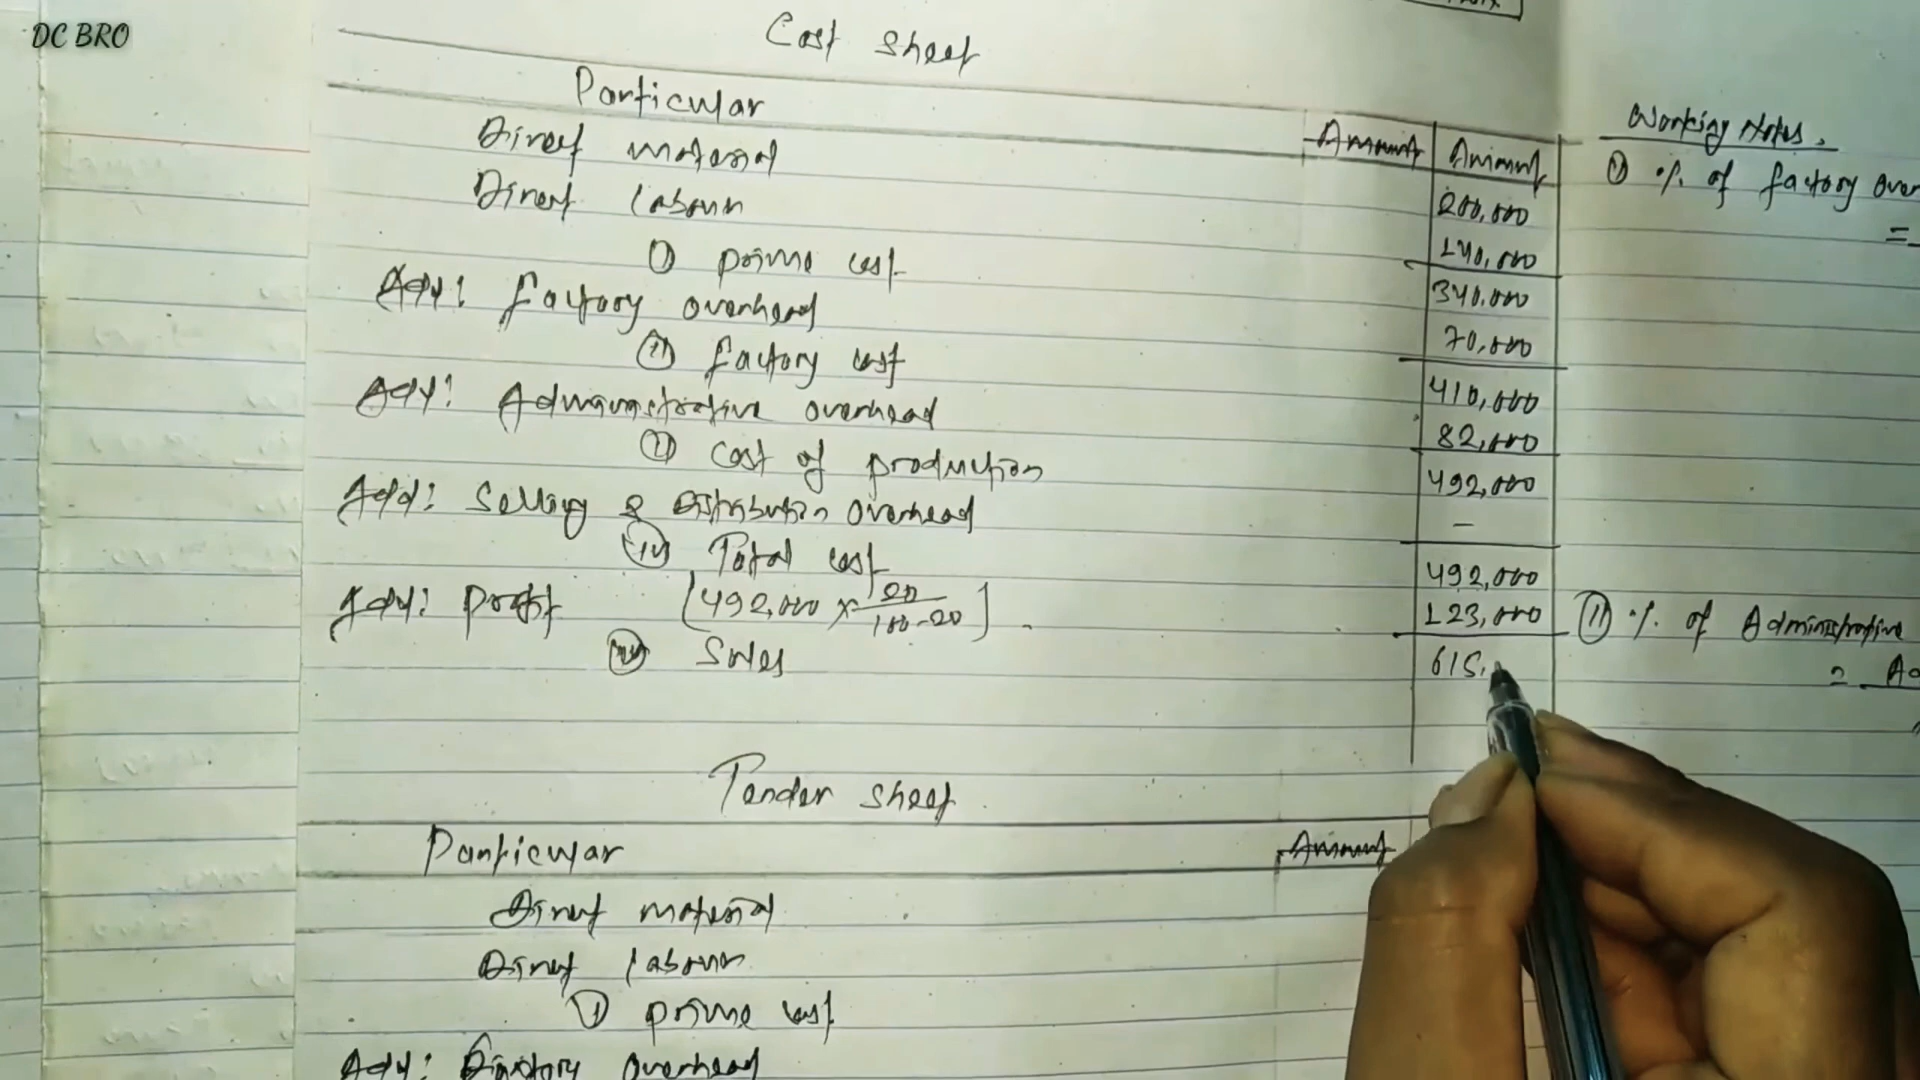 DC BRO
Cost sheet
Particular
Amount Amount
Direct material 200,000
Direct labour 140,000
① prime cost 340,000
Add: factory overhead 70,000
② factory cost 410,000
Add: Administrative overhead 82,000
cost of production 492,000
Add: Selling & Distribution overhead –
(iv) Total cost 492,000
Add: Profit [492,000 × 20/100-20] 123,000
Sales 615,
Tender sheet
Particular Amount
Direct material
Direct labour
① prime cost
Add: Factory overhead
Working Notes.
① % of factory over
=
② % of Administrative
= Ad